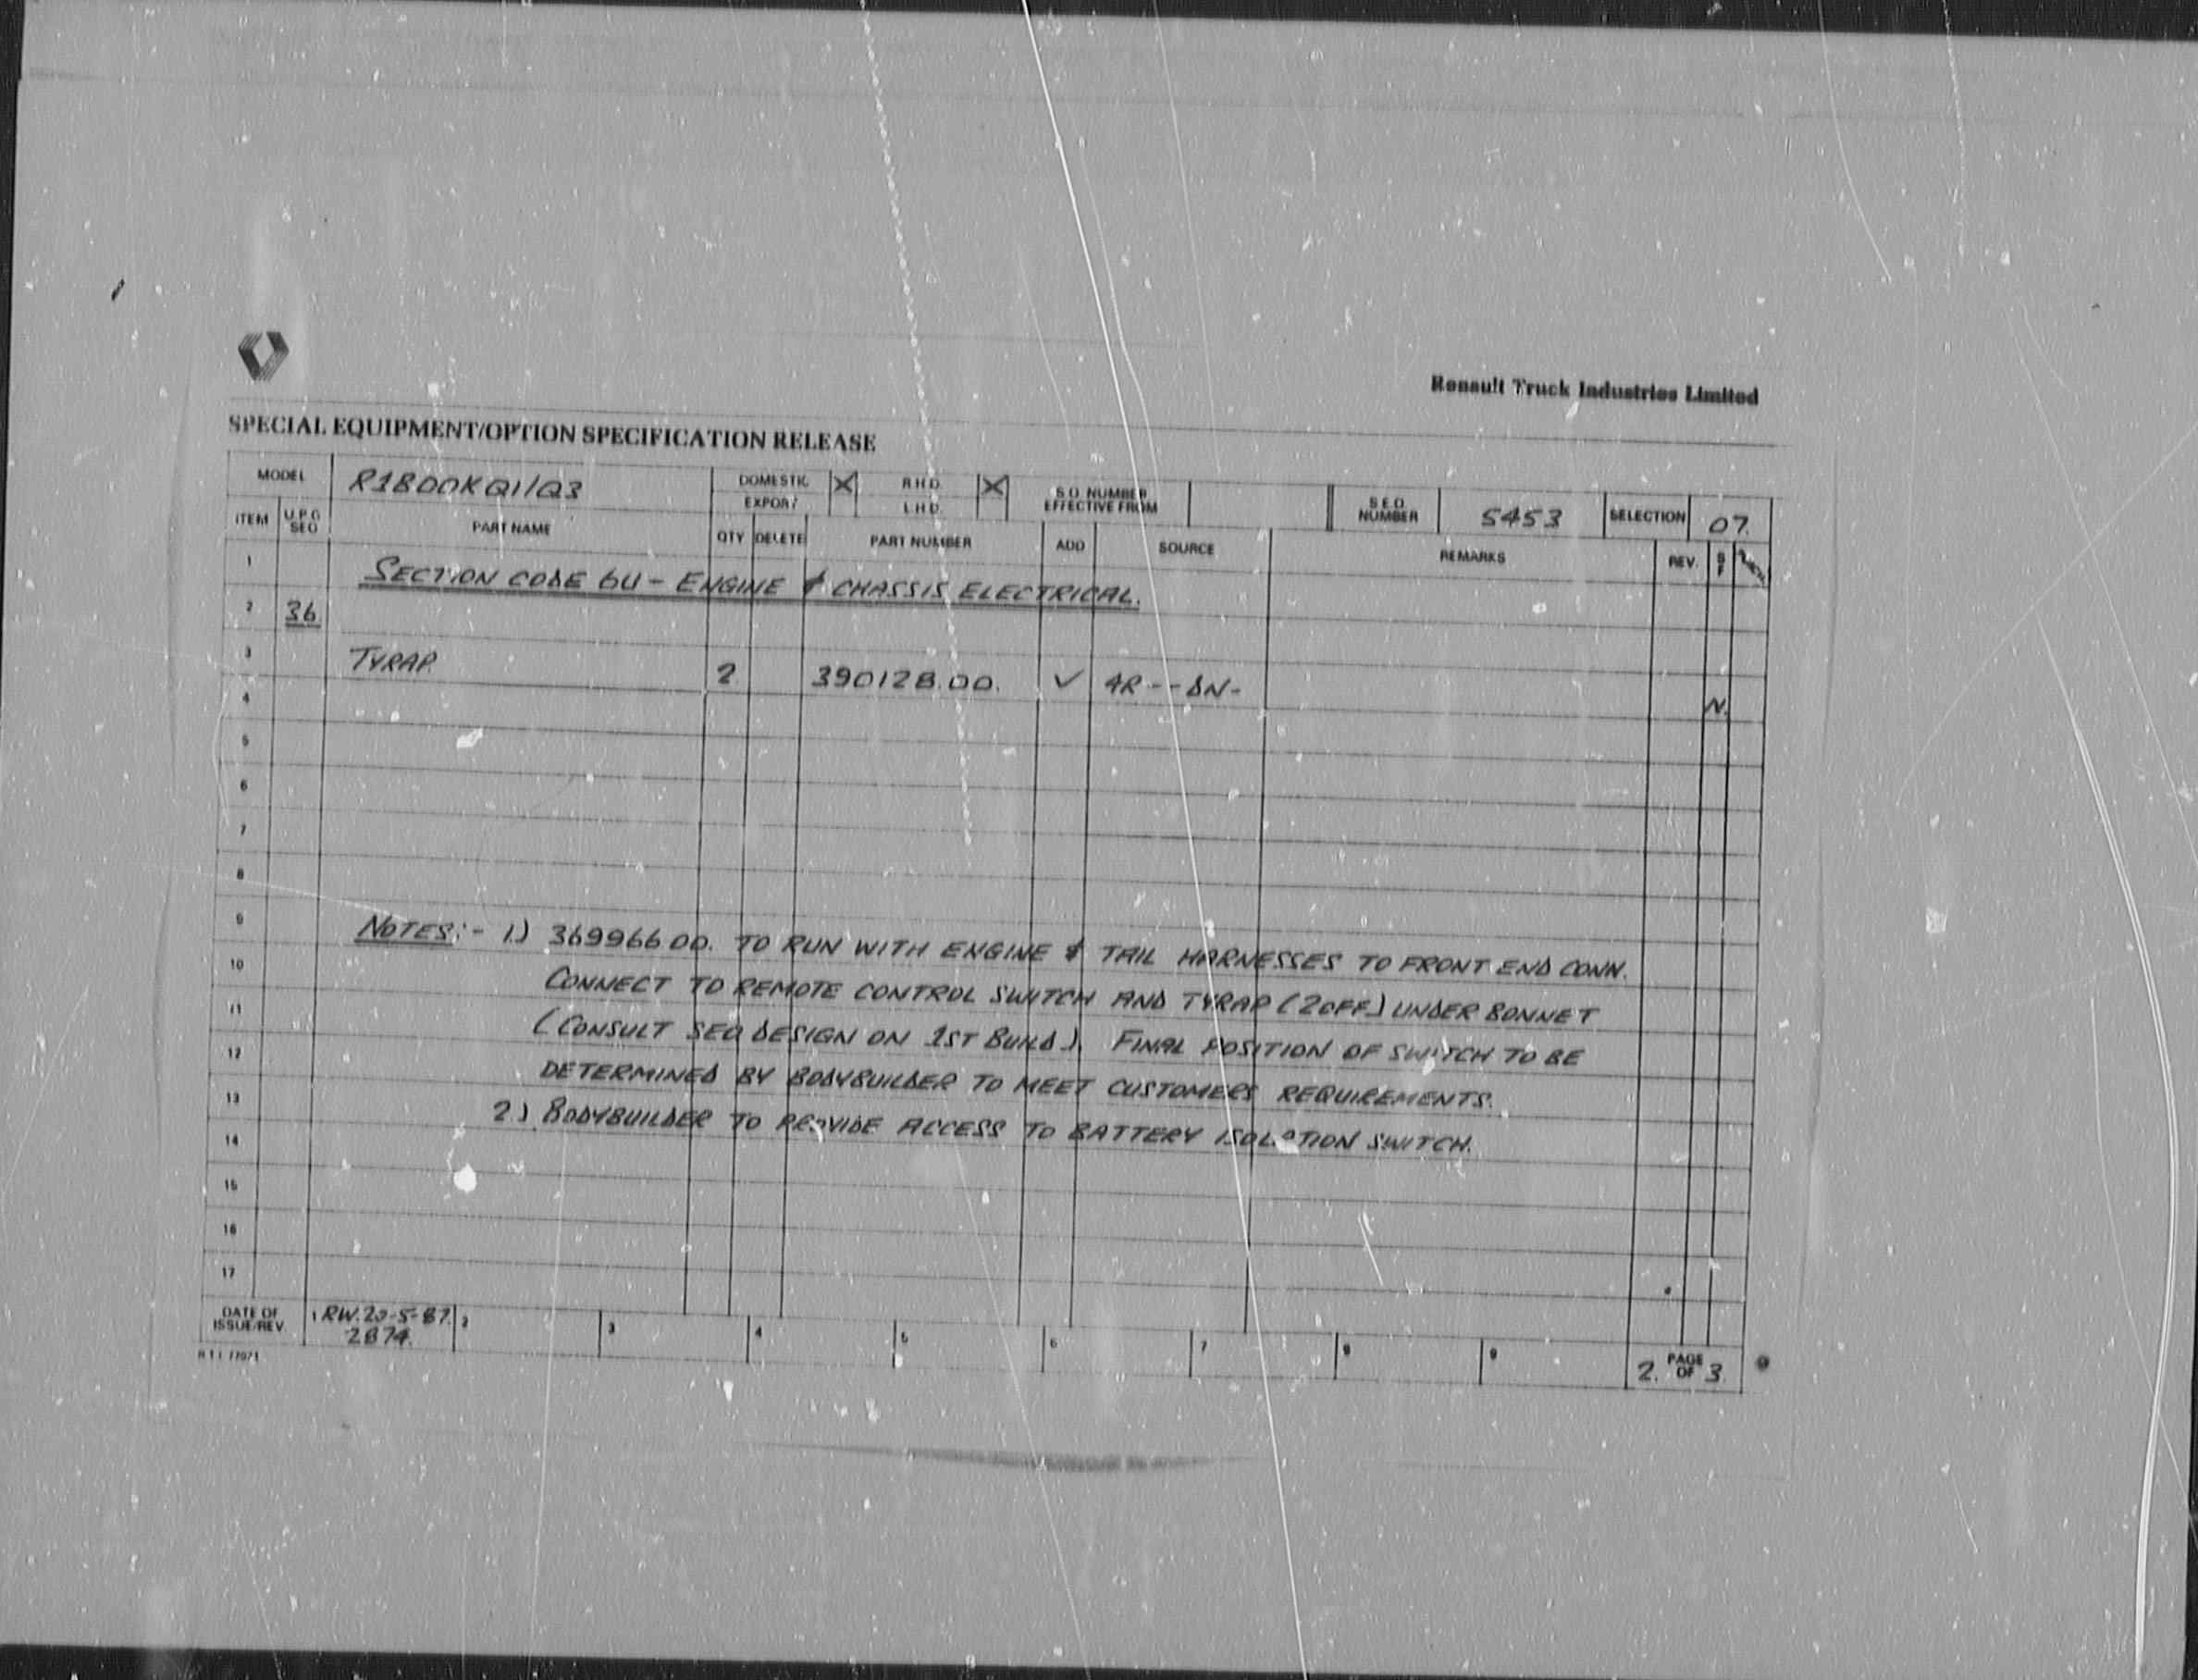 Renault Truck Industries Limited
SPECIAL EQUIPMENT/OPTION SPECIFICATION RELEASE
MODEL R1800KQ1/Q3 DOMESTIC X R.H.D. X S.O. NUMBER EFFECTIVE FROM S.E.O. NUMBER 5453 SELECTION 07.
EXPORT L.H.D.
ITEM U.P.G SEQ PART NAME QTY DELETE PART NUMBER ADD SOURCE REMARKS REV. S F
1 SECTION CODE 6U - ENGINE & CHASSIS ELECTRICAL.
2 36
3 TYRAP. 2 390128.00. ✓ 4R--DN- N.
4
5
6
7
8
9 NOTES:- 1.) 369966 00. TO RUN WITH ENGINE & TAIL HARNESSES TO FRONT END CONN.
10 CONNECT TO REMOTE CONTROL SWITCH AND TYRAP (2 OFF) UNDER BONNET
11 (CONSULT SEO DESIGN ON 1ST BUILD). FINAL POSITION OF SWITCH TO BE
12 DETERMINED BY BODYBUILDER TO MEET CUSTOMERS REQUIREMENTS.
13 2.) BODYBUILDER TO PROVIDE ACCESS TO BATTERY ISOLATION SWITCH.
14
15
16
17
DATE OF ISSUE/REV. 1 RW. 20-5-87. 2 3 4 5 6 7 8 9 2. PAGE OF 3.
2874.
R T I 77071